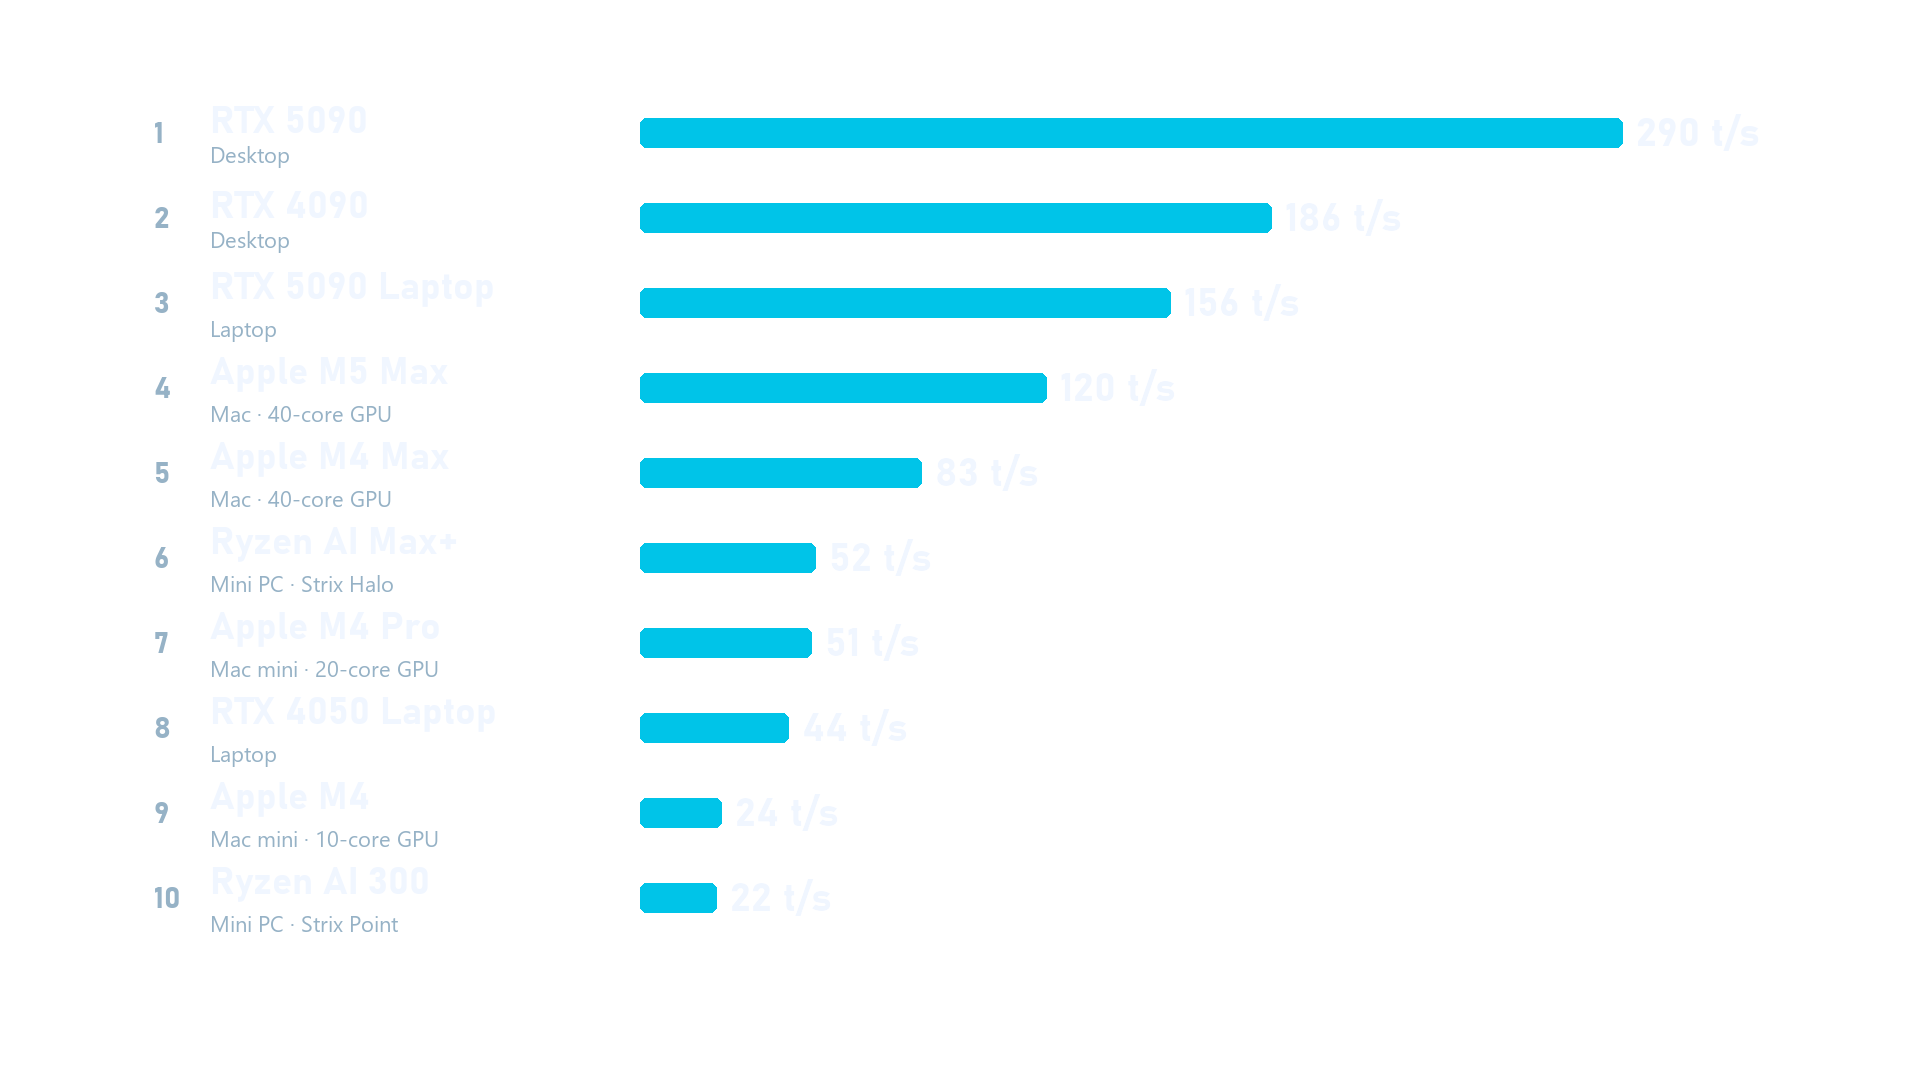 1 RTX 5090 290 t/s
Desktop
2 RTX 4090 186 t/s
Desktop
3 RTX 5090 Laptop 156 t/s
Laptop
4 Apple M5 Max 120 t/s
Mac · 40-core GPU
5 Apple M4 Max 83 t/s
Mac · 40-core GPU
6 Ryzen AI Max+ 52 t/s
Mini PC · Strix Halo
7 Apple M4 Pro 51 t/s
Mac mini · 20-core GPU
8 RTX 4050 Laptop 44 t/s
Laptop
9 Apple M4 24 t/s
Mac mini · 10-core GPU
10 Ryzen AI 300 22 t/s
Mini PC · Strix Point